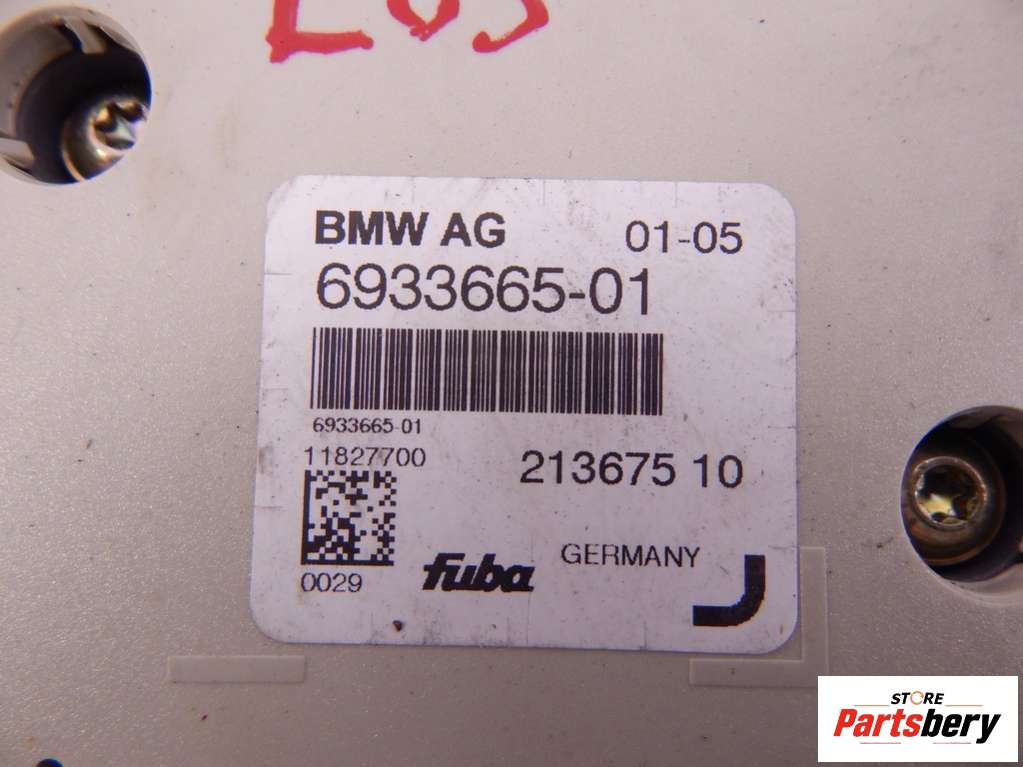 BMW AG 01-05
6933665-01
6933665-01
11827700
213675 10
0029
fuba GERMANY
STORE
Partsbery